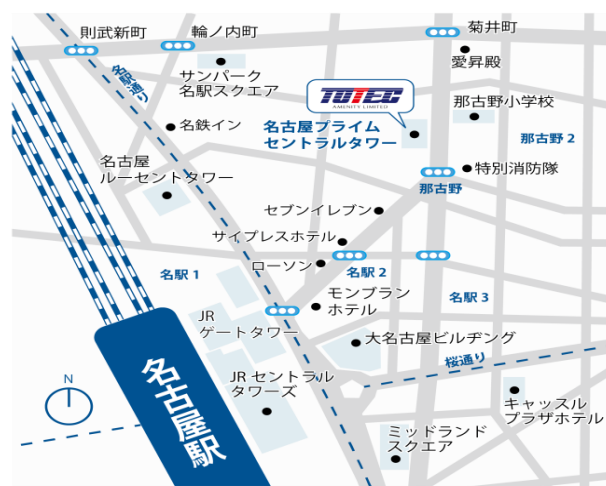 則武新町
輪ノ内町
菊井町
サンパーク
名駅スクエア
愛昇殿
名駅通り
TOTEC
AMENITY LIMITED
名古屋プライム
セントラルタワー
那古野小学校
那古野 2
名鉄イン
名古屋
ルーセントタワー
特別消防隊
那古野
セブンイレブン
サイプレスホテル
ローソン
名駅 1
名駅 2
名駅 3
モンブラン
ホテル
JR
ゲートタワー
大名古屋ビルヂング
桜通り
名古屋駅
JR セントラル
タワーズ
N
キャッスル
プラザホテル
ミッドランド
スクエア